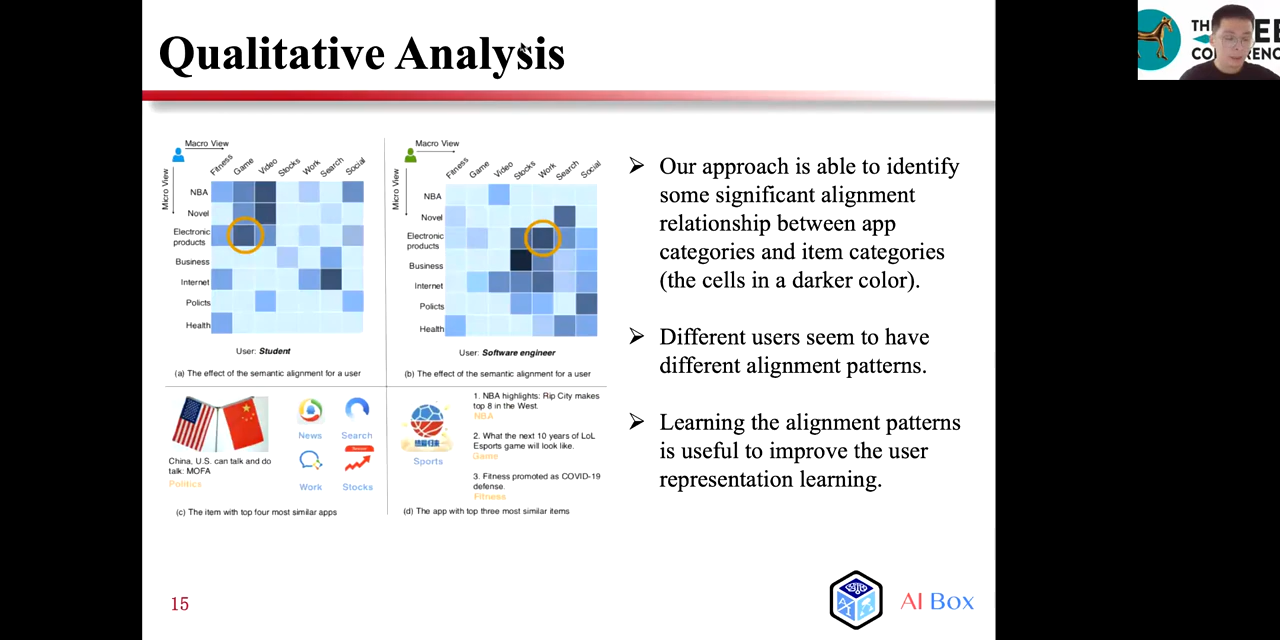 Qualitative Analysis
Macro View
Micro View
Fitness
Game
Video
Stocks
Work
Search
Social
NBA
Novel
Electronic
products
Business
Internet
Policts
Health
User: Student
(a) The effect of the semantic alignment for a user
Macro View
Micro View
Fitness
Game
Video
Stocks
Work
Search
Social
NBA
Novel
Electronic
products
Business
Internet
Policts
Health
User: Software engineer
(b) The effect of the semantic alignment for a user
China, U.S. can talk and do
talk: MOFA
Politics
News
Search
Work
Stocks
(c) The item with top four most similar apps
Sports
1. NBA highlights: Rip City makes
top 8 in the West.
NBA
2. What the next 10 years of LoL
Esports game will look like.
Game
3. Fitness promoted as COVID-19
defense.
Fitness
(d) The app with top three most similar items
Our approach is able to identify
some significant alignment
relationship between app
categories and item categories
(the cells in a darker color).
Different users seem to have
different alignment patterns.
Learning the alignment patterns
is useful to improve the user
representation learning.
15
AI Box